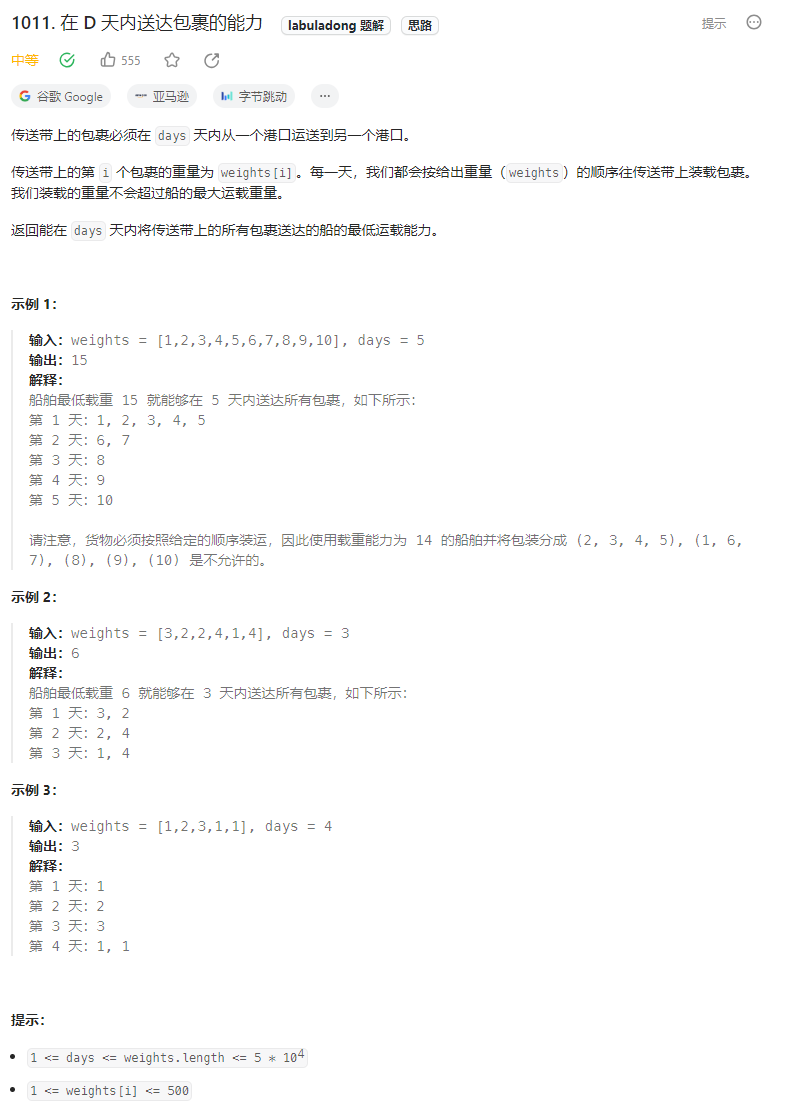 1011. 在 D 天内送达包裹的能力 labuladong 题解 思路 提示
中等 555
谷歌 Google 亚马逊 字节跳动 ···
传送带上的包裹必须在 days 天内从一个港口运送到另一个港口。
传送带上的第 i 个包裹的重量为 weights[i]。每一天，我们都会按给出重量（weights）的顺序往传送带上装载包裹。
我们装载的重量不会超过船的最大运载重量。
返回能在 days 天内将传送带上的所有包裹送达的船的最低运载能力。
示例 1：
输入：weights = [1,2,3,4,5,6,7,8,9,10], days = 5
输出：15
解释：
船舶最低载重 15 就能够在 5 天内送达所有包裹，如下所示：
第 1 天：1, 2, 3, 4, 5
第 2 天：6, 7
第 3 天：8
第 4 天：9
第 5 天：10
请注意，货物必须按照给定的顺序装运，因此使用载重能力为 14 的船舶并将包装分成 (2, 3, 4, 5), (1, 6,
7), (8), (9), (10) 是不允许的。
示例 2：
输入：weights = [3,2,2,4,1,4], days = 3
输出：6
解释：
船舶最低载重 6 就能够在 3 天内送达所有包裹，如下所示：
第 1 天：3, 2
第 2 天：2, 4
第 3 天：1, 4
示例 3：
输入：weights = [1,2,3,1,1], days = 4
输出：3
解释：
第 1 天：1
第 2 天：2
第 3 天：3
第 4 天：1, 1
提示：
• 1 <= days <= weights.length <= 5 * 10⁴
• 1 <= weights[i] <= 500